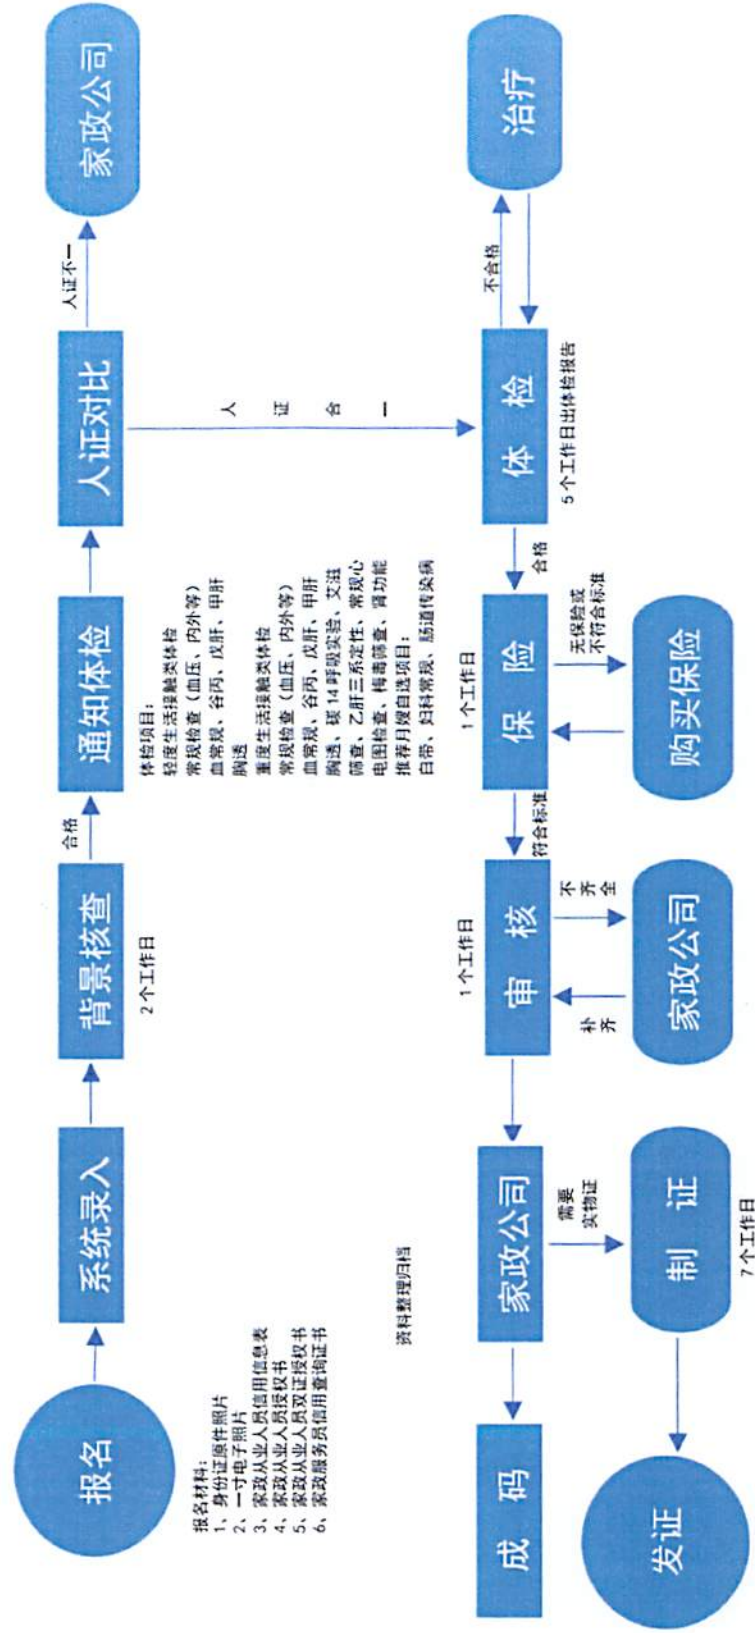 报名
系统录入
背景核查
合格
通知体检
人证对比
人证不一
家政公司
报名材料：
1、身份证原件照片
2、一寸电子照片
3、家政从业人员信用信息表
4、家政从业人员授权书
5、家政从业人员双证授权书
6、家政服务员信用查询证书
2个工作日
体检项目：
轻度生活接触类体检
常规检查（血压、内外等）
血常规、谷丙、戊肝、甲肝
胸透
重度生活接触类体检
常规检查（血压、内外等）
血常规、谷丙、戊肝、甲肝
胸透、碳14呼吸实验、艾滋
筛查、乙肝三系定性、常规心
电图检查、梅毒筛查、肾功能
推荐月嫂自选项目：
白带、妇科常规、肠道传染病
人证合一
资料整理归档
1个工作日
1个工作日
成码
家政公司
审核
符合标准
保险
合格
体检
不合格
治疗
5个工作日出体检报告
需要
实物证
补齐
不齐全
无保险或
不符合标准
发证
制证
家政公司
购买保险
7个工作日